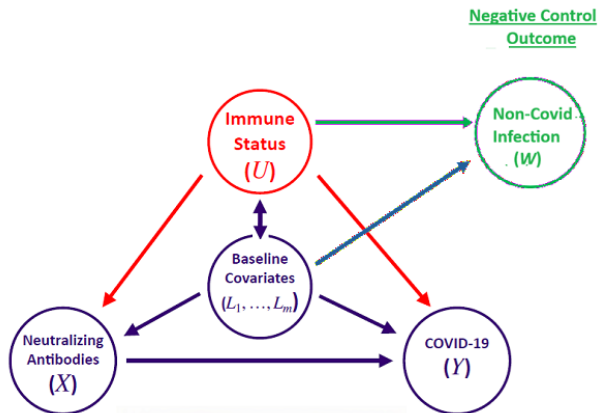 Negative Control
Outcome
Immune
Status
(U)
Non-Covid
Infection
(W)
Baseline
Covariates
(L₁, ..., Lₘ)
Neutralizing
Antibodies
(X)
COVID-19
(Y)